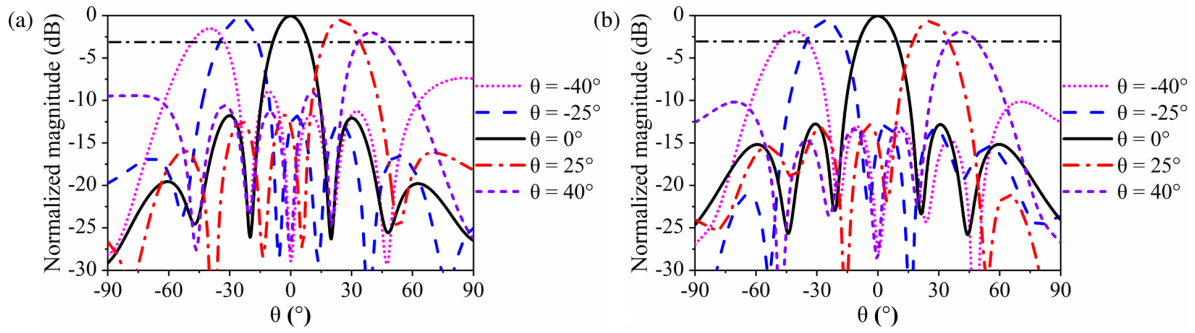 (a)
Normalized magnitude (dB)
0
-5
-10
-15
-20
-25
-30
-90 -60 -30 0 30 60 90
θ (°)
θ = -40°
θ = -25°
θ = 0°
θ = 25°
θ = 40°
(b)
Normalized magnitude (dB)
0
-5
-10
-15
-20
-25
-30
-90 -60 -30 0 30 60 90
θ (°)
θ = -40°
θ = -25°
θ = 0°
θ = 25°
θ = 40°